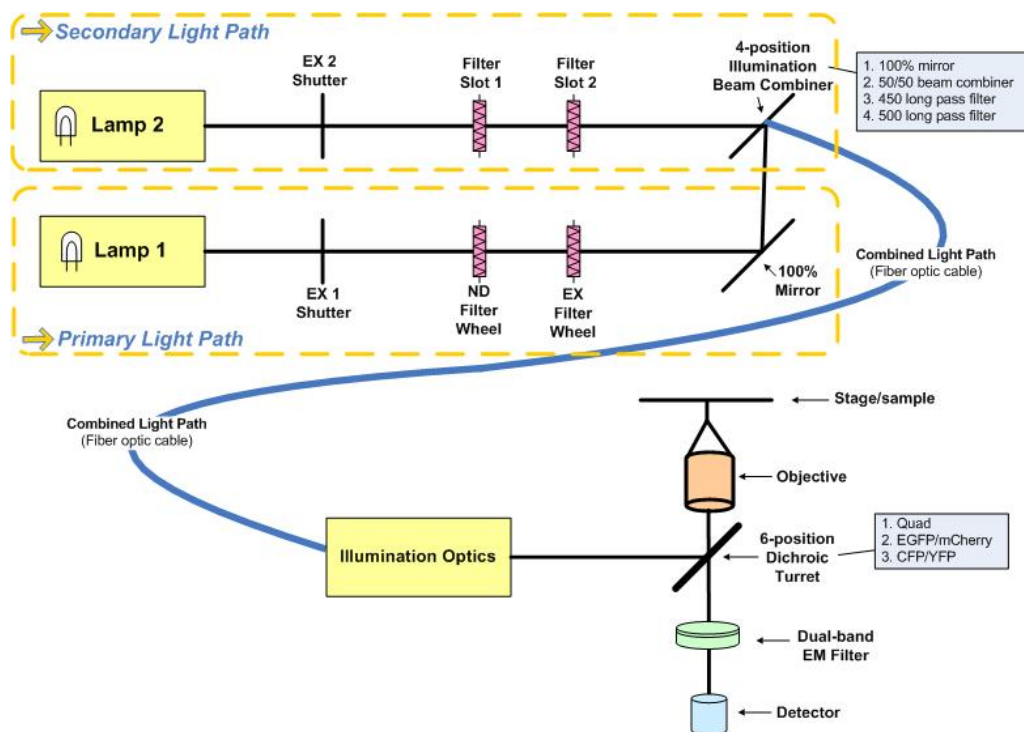 Secondary Light Path
EX 2
Shutter
Filter
Slot 1
Filter
Slot 2
4-position
Illumination
Beam Combiner
1. 100% mirror
2. 50/50 beam combiner
3. 450 long pass filter
4. 500 long pass filter
Lamp 2
Lamp 1
EX 1
Shutter
ND
Filter
Wheel
EX
Filter
Wheel
100%
Mirror
Combined Light Path
(Fiber optic cable)
Primary Light Path
Combined Light Path
(Fiber optic cable)
Stage/sample
Objective
Illumination Optics
6-position
Dichroic
Turret
1. Quad
2. EGFP/mCherry
3. CFP/YFP
Dual-band
EM Filter
Detector